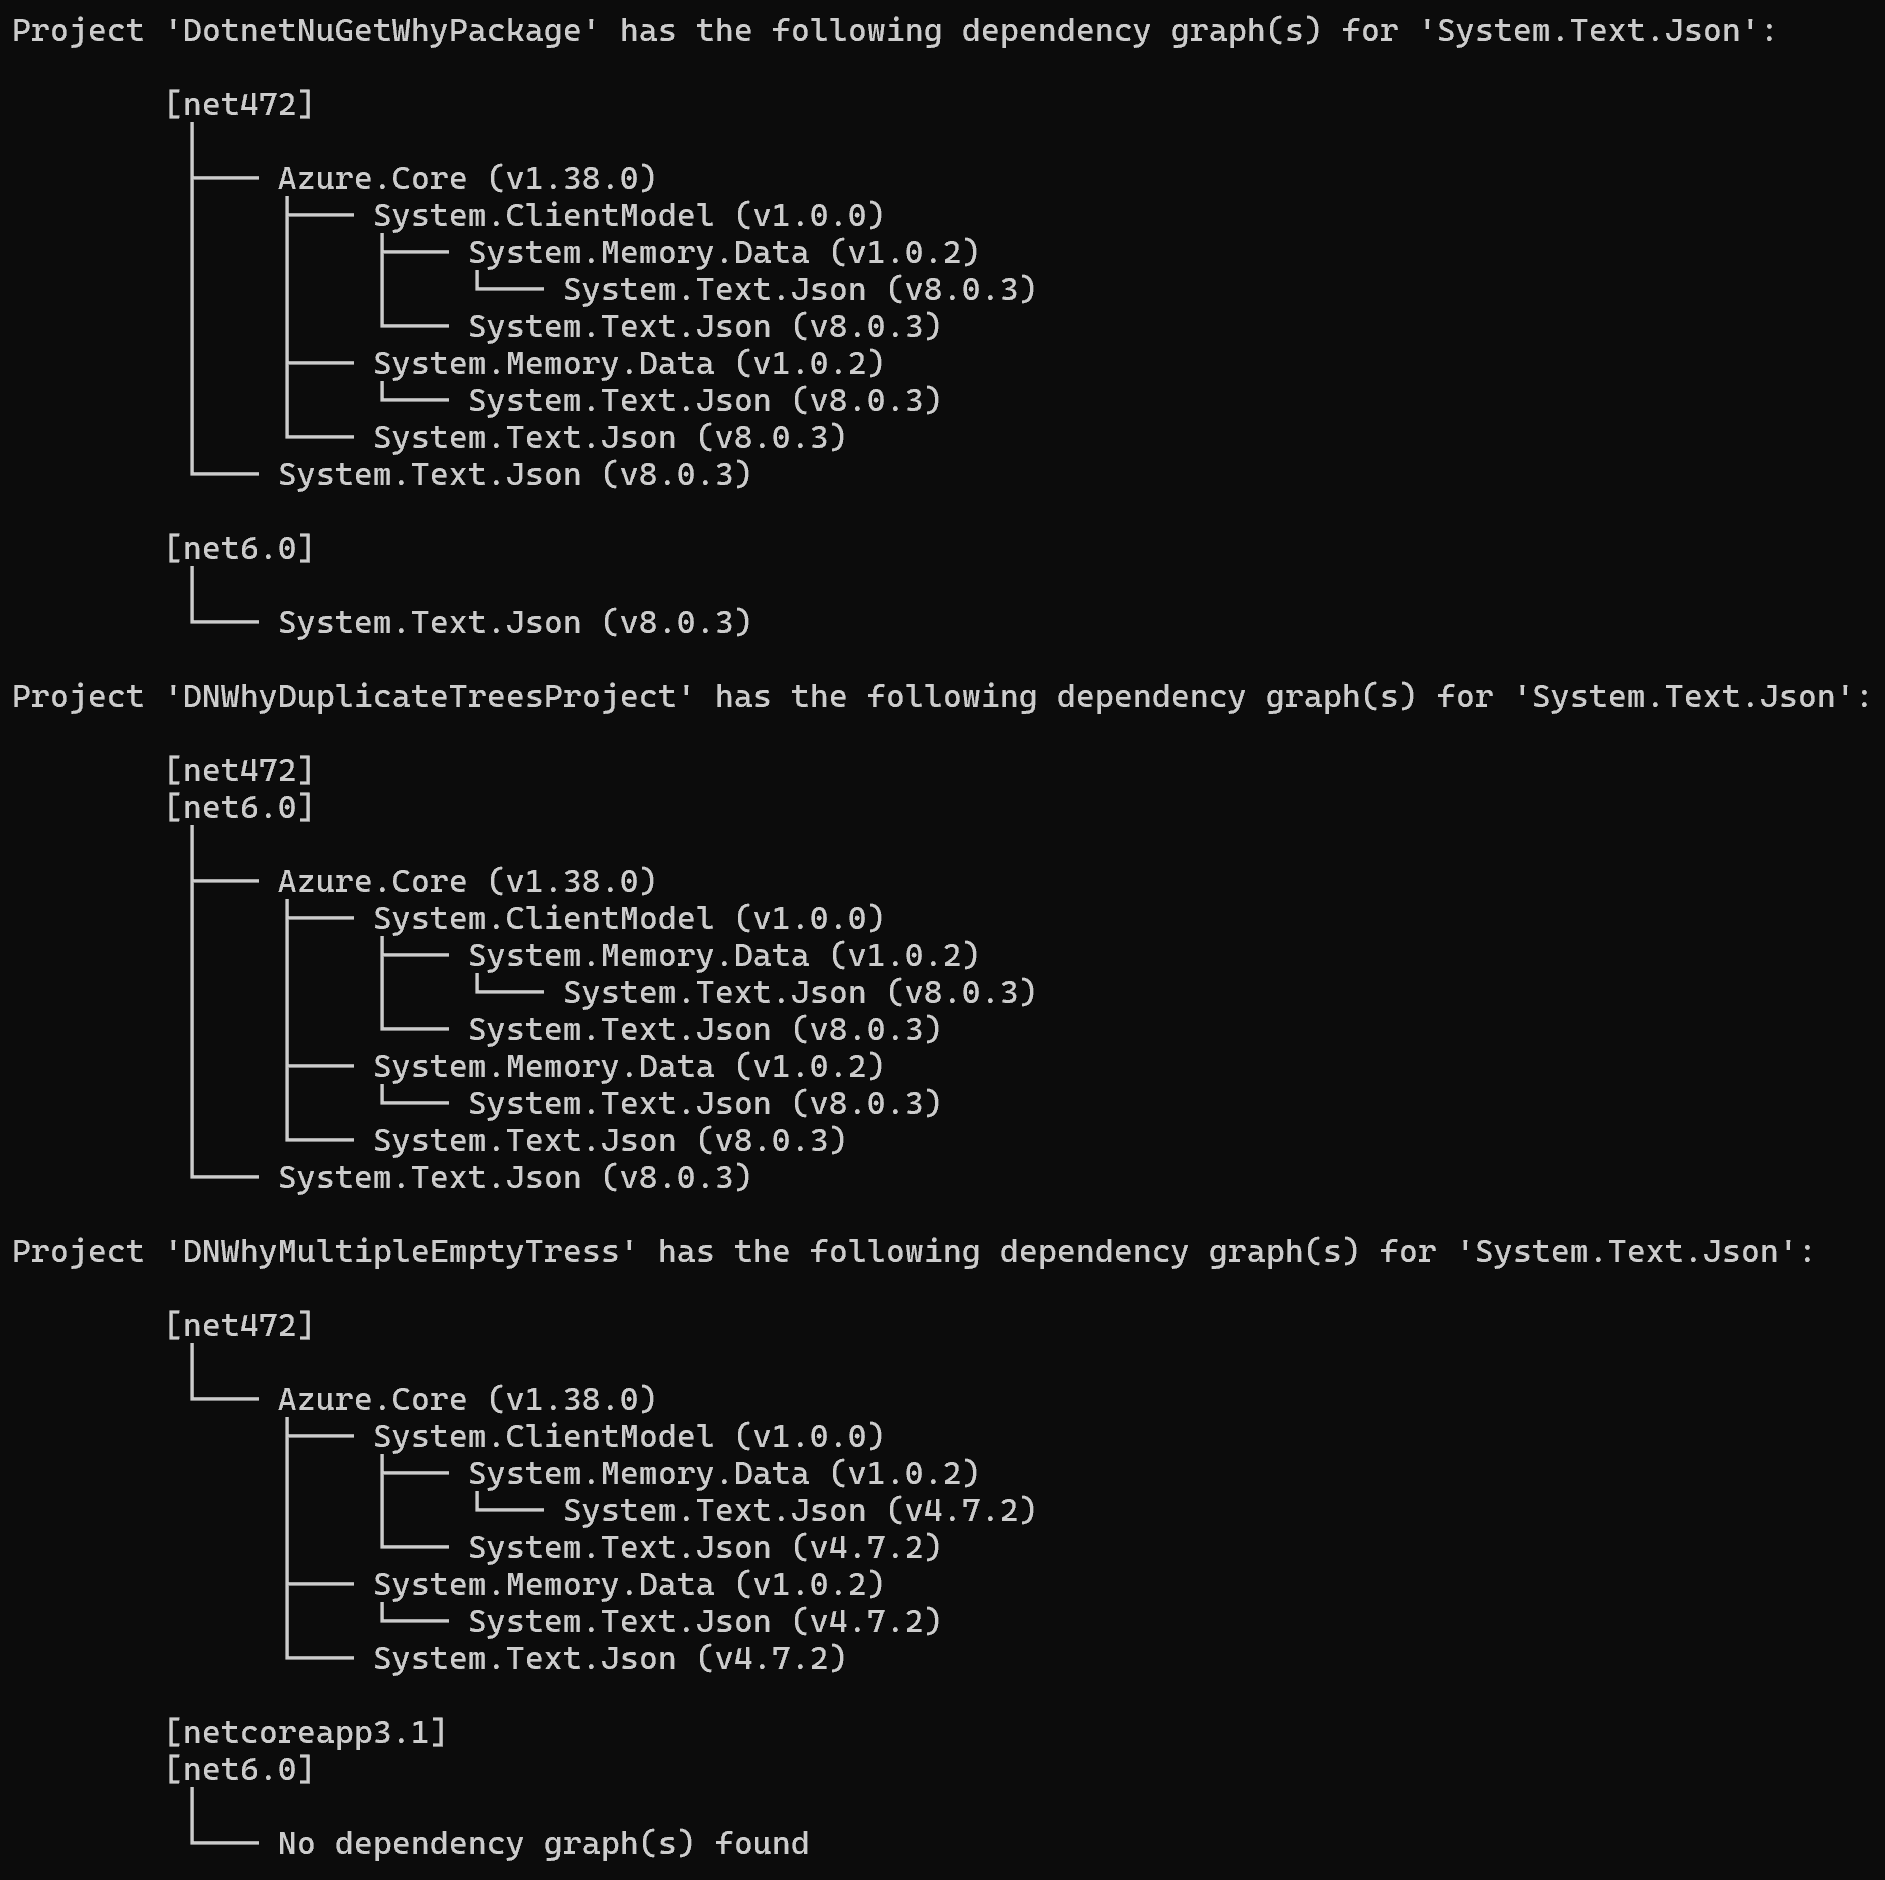 Project 'DotnetNuGetWhyPackage' has the following dependency graph(s) for 'System.Text.Json':
[net472]
Azure.Core (v1.38.0)
System.ClientModel (v1.0.0)
System.Memory.Data (v1.0.2)
System.Text.Json (v8.0.3)
System.Text.Json (v8.0.3)
System.Memory.Data (v1.0.2)
System.Text.Json (v8.0.3)
System.Text.Json (v8.0.3)
System.Text.Json (v8.0.3)
[net6.0]
System.Text.Json (v8.0.3)
Project 'DNWhyDuplicateTreesProject' has the following dependency graph(s) for 'System.Text.Json':
[net472]
[net6.0]
Azure.Core (v1.38.0)
System.ClientModel (v1.0.0)
System.Memory.Data (v1.0.2)
System.Text.Json (v8.0.3)
System.Text.Json (v8.0.3)
System.Memory.Data (v1.0.2)
System.Text.Json (v8.0.3)
System.Text.Json (v8.0.3)
System.Text.Json (v8.0.3)
Project 'DNWhyMultipleEmptyTress' has the following dependency graph(s) for 'System.Text.Json':
[net472]
Azure.Core (v1.38.0)
System.ClientModel (v1.0.0)
System.Memory.Data (v1.0.2)
System.Text.Json (v4.7.2)
System.Text.Json (v4.7.2)
System.Memory.Data (v1.0.2)
System.Text.Json (v4.7.2)
System.Text.Json (v4.7.2)
[netcoreapp3.1]
[net6.0]
No dependency graph(s) found